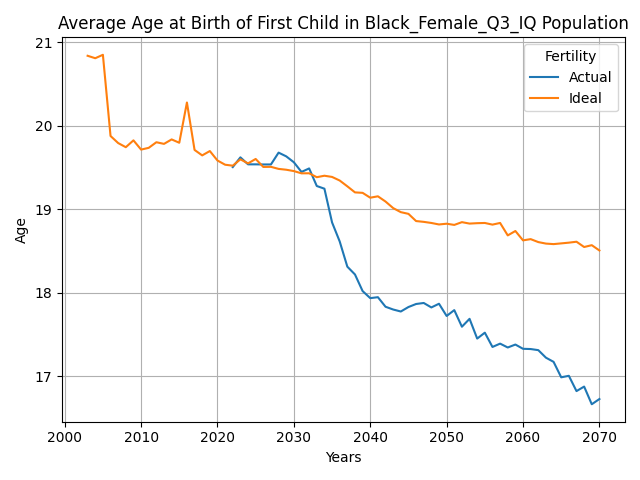 Average Age at Birth of First Child in Black_Female_Q3_IQ Population
Fertility
Actual
Ideal
21
20
19
18
17
Age
2000 2010 2020 2030 2040 2050 2060 2070
Years